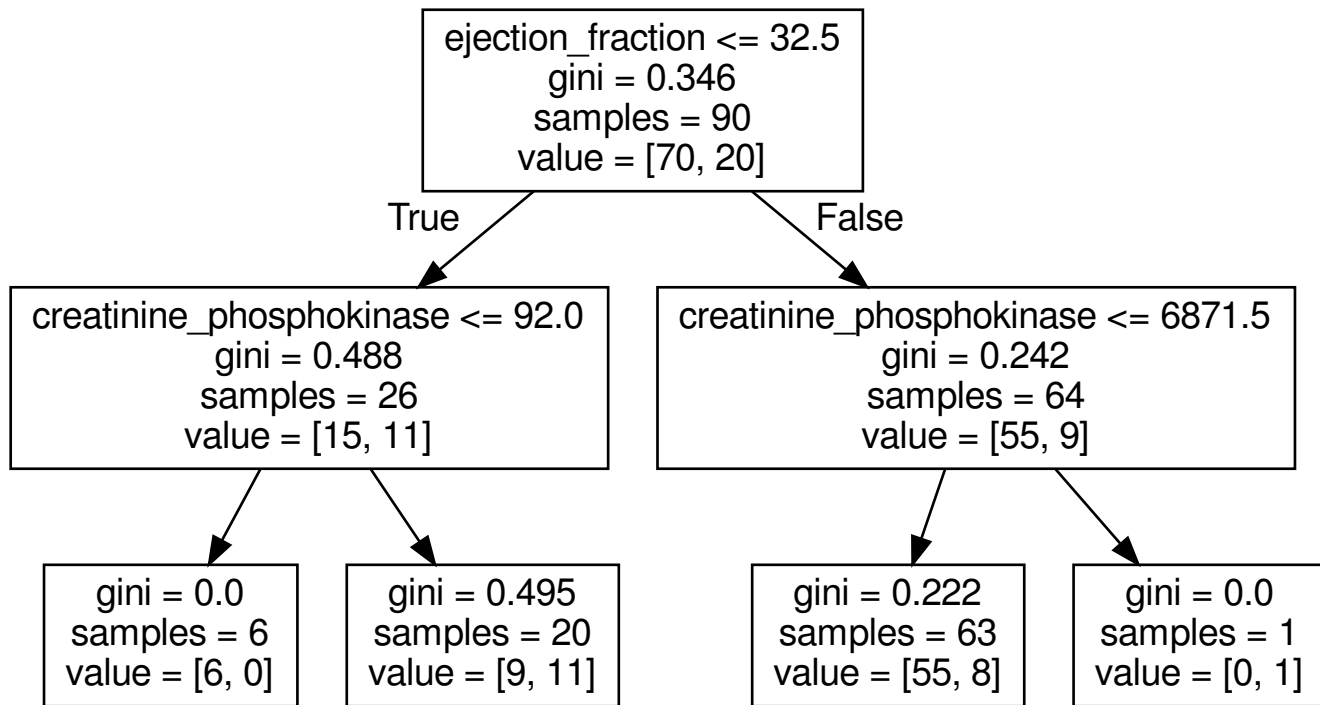 ejection_fraction <= 32.5
gini = 0.346
samples = 90
value = [70, 20]
True
False
creatinine_phosphokinase <= 92.0
gini = 0.488
samples = 26
value = [15, 11]
creatinine_phosphokinase <= 6871.5
gini = 0.242
samples = 64
value = [55, 9]
gini = 0.0
samples = 6
value = [6, 0]
gini = 0.495
samples = 20
value = [9, 11]
gini = 0.222
samples = 63
value = [55, 8]
gini = 0.0
samples = 1
value = [0, 1]